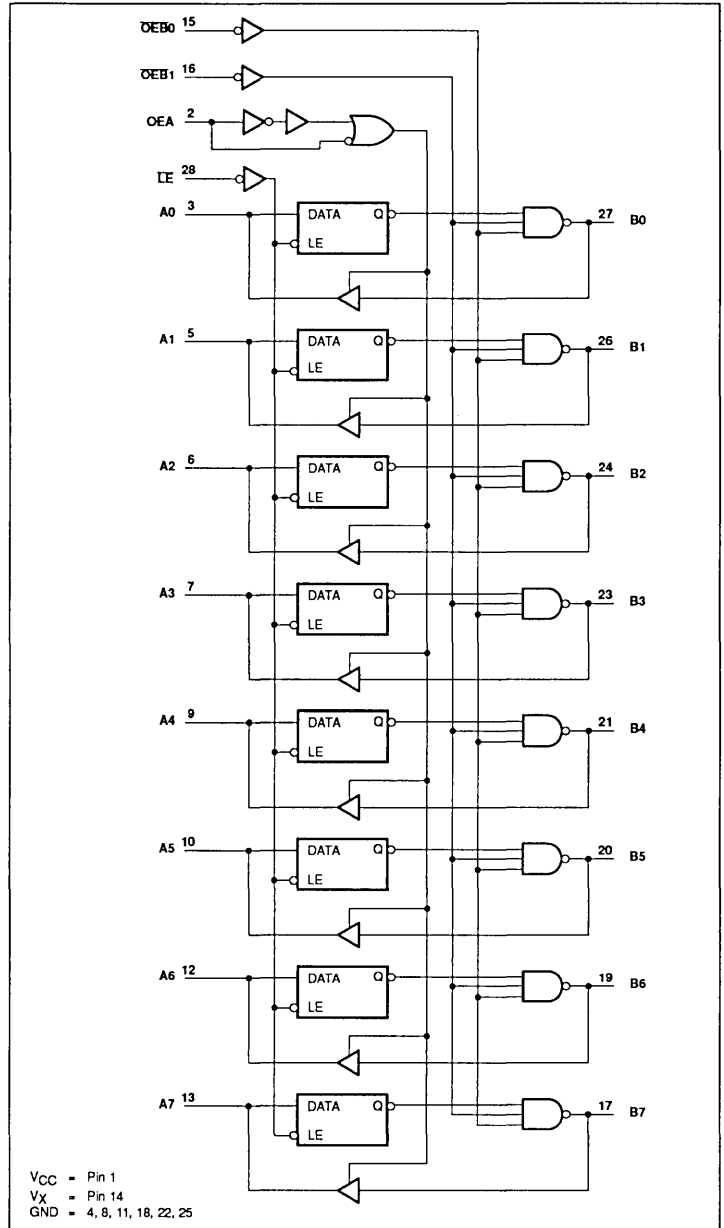 OEB0 15
OEB1 16
OEA 2
LE 28
A0 3 DATA Q LE 27 B0
A1 5 DATA Q LE 26 B1
A2 6 DATA Q LE 24 B2
A3 7 DATA Q LE 23 B3
A4 9 DATA Q LE 21 B4
A5 10 DATA Q LE 20 B5
A6 12 DATA Q LE 19 B6
A7 13 DATA Q LE 17 B7
VCC = Pin 1
VX = Pin 14
GND = 4, 8, 11, 18, 22, 25